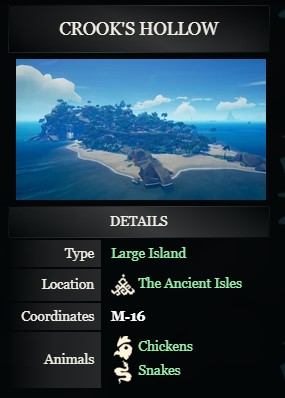 CROOK'S HOLLOW
DETAILS
Type Large Island
Location The Ancient Isles
Coordinates M-16
Animals Chickens
Snakes